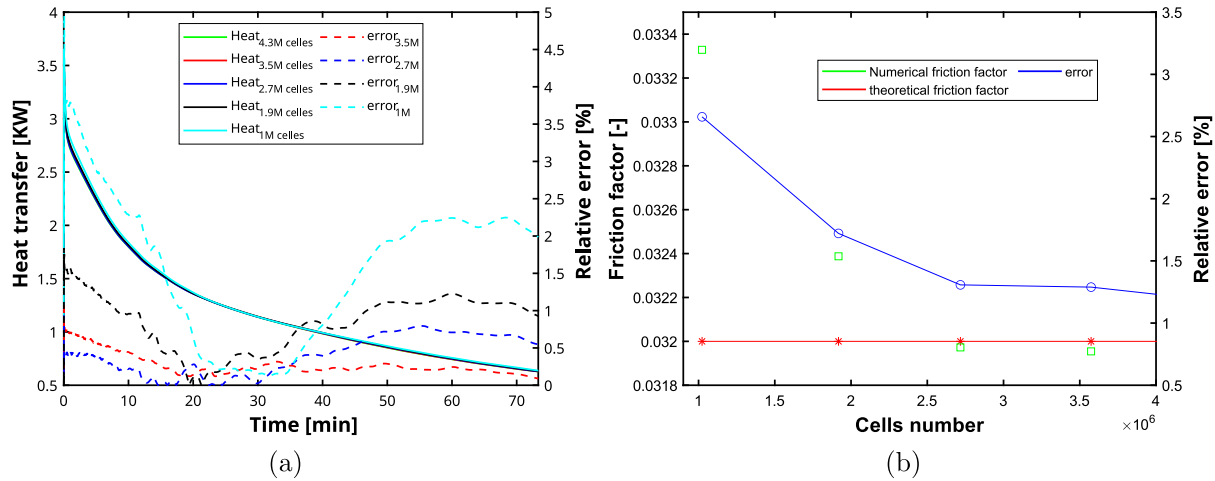 4
3.5
3
2.5
2
1.5
1
0.5
Heat transfer [KW]
0 10 20 30 40 50 60 70
Time [min]
5
4.5
4
3.5
3
2.5
2
1.5
1
0.5
0
Relative error [%]
Heat4.3M celles error3.5M
Heat3.5M celles error2.7M
Heat2.7M celles error1.9M
Heat1.9M celles error1M
Heat1M celles
(a)
0.0334
0.0332
0.033
0.0328
0.0326
0.0324
0.0322
0.032
0.0318
Friction factor [-]
1 1.5 2 2.5 3 3.5 4
×10^6
Cells number
3.5
3
2.5
2
1.5
1
0.5
Relative error [%]
Numerical friction factor error
theoretical friction factor
(b)